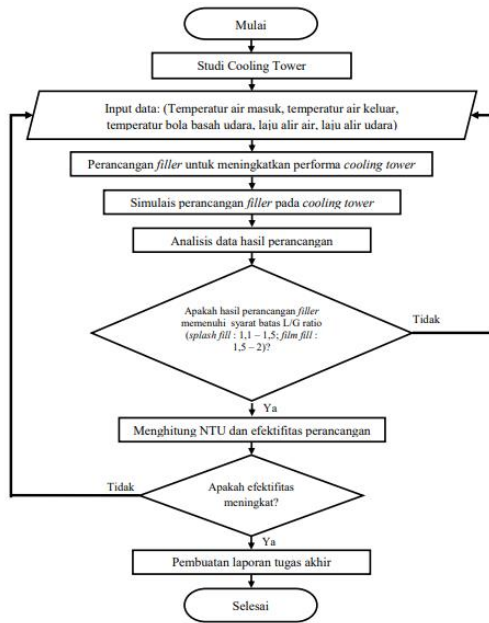 Mulai
Studi Cooling Tower
Input data: (Temperatur air masuk, temperatur air keluar,
temperatur bola basah udara, laju alir air, laju alir udara)
Perancangan filler untuk meningkatkan performa cooling tower
Simulais perancangan filler pada cooling tower
Analisis data hasil perancangan
Apakah hasil perancangan filler
memenuhi syarat batas L/G ratio
(splash fill : 1,1 – 1,5; film fill :
1,5 – 2)?
Tidak
Ya
Menghitung NTU dan efektifitas perancangan
Tidak
Apakah efektifitas
meningkat?
Ya
Pembuatan laporan tugas akhir
Selesai